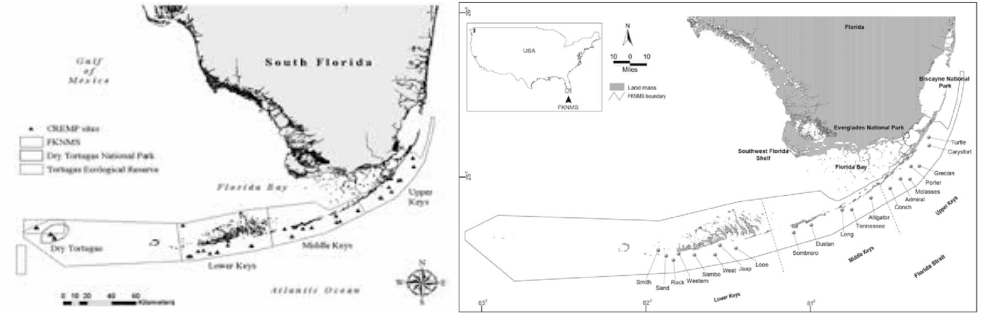 South Florida
Gulf
of
Mexico
CREMP sites
FKNMS
Dry Tortugas National Park
Tortugas Ecological Reserve
Florida Bay
Upper
Keys
Dry Tortugas
Middle Keys
Lower Keys
Atlantic Ocean
N
W
E
S
0 10 20 40 60
Kilometers
USA
FKNMS
N
10 0 10
Miles
Land mass
FKNMS boundary
Florida
Biscayne National
Park
Everglades National Park
Southwest Florida
Shelf
Florida Bay
Turtle
Carysfort
Grecian
Porter
Molasses
Admiral
Conch
Alligator
Tennessee
Long
Dustan
Sombrero
Looe
Jaap
West
Sambo
Western
Rock
Sand
Smith
Upper Keys
Middle Keys
Lower Keys
Florida Strait
25°
83°
82°
81°